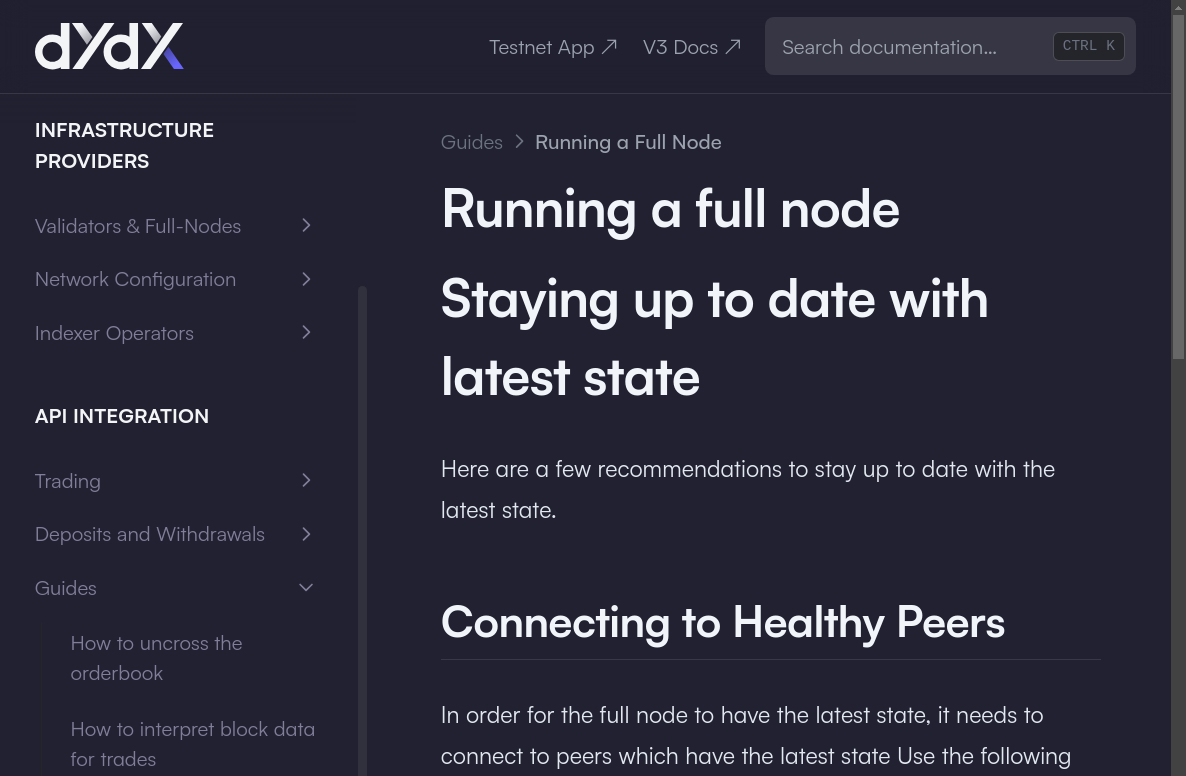 dYdX
Testnet App
V3 Docs
Search documentation…
CTRL K
INFRASTRUCTURE
PROVIDERS
Validators & Full-Nodes
Network Configuration
Indexer Operators
API INTEGRATION
Trading
Deposits and Withdrawals
Guides
How to uncross the
orderbook
How to interpret block data
for trades
Guides
Running a Full Node
Running a full node
Staying up to date with
latest state
Here are a few recommendations to stay up to date with the
latest state.
Connecting to Healthy Peers
In order for the full node to have the latest state, it needs to
connect to peers which have the latest state Use the following